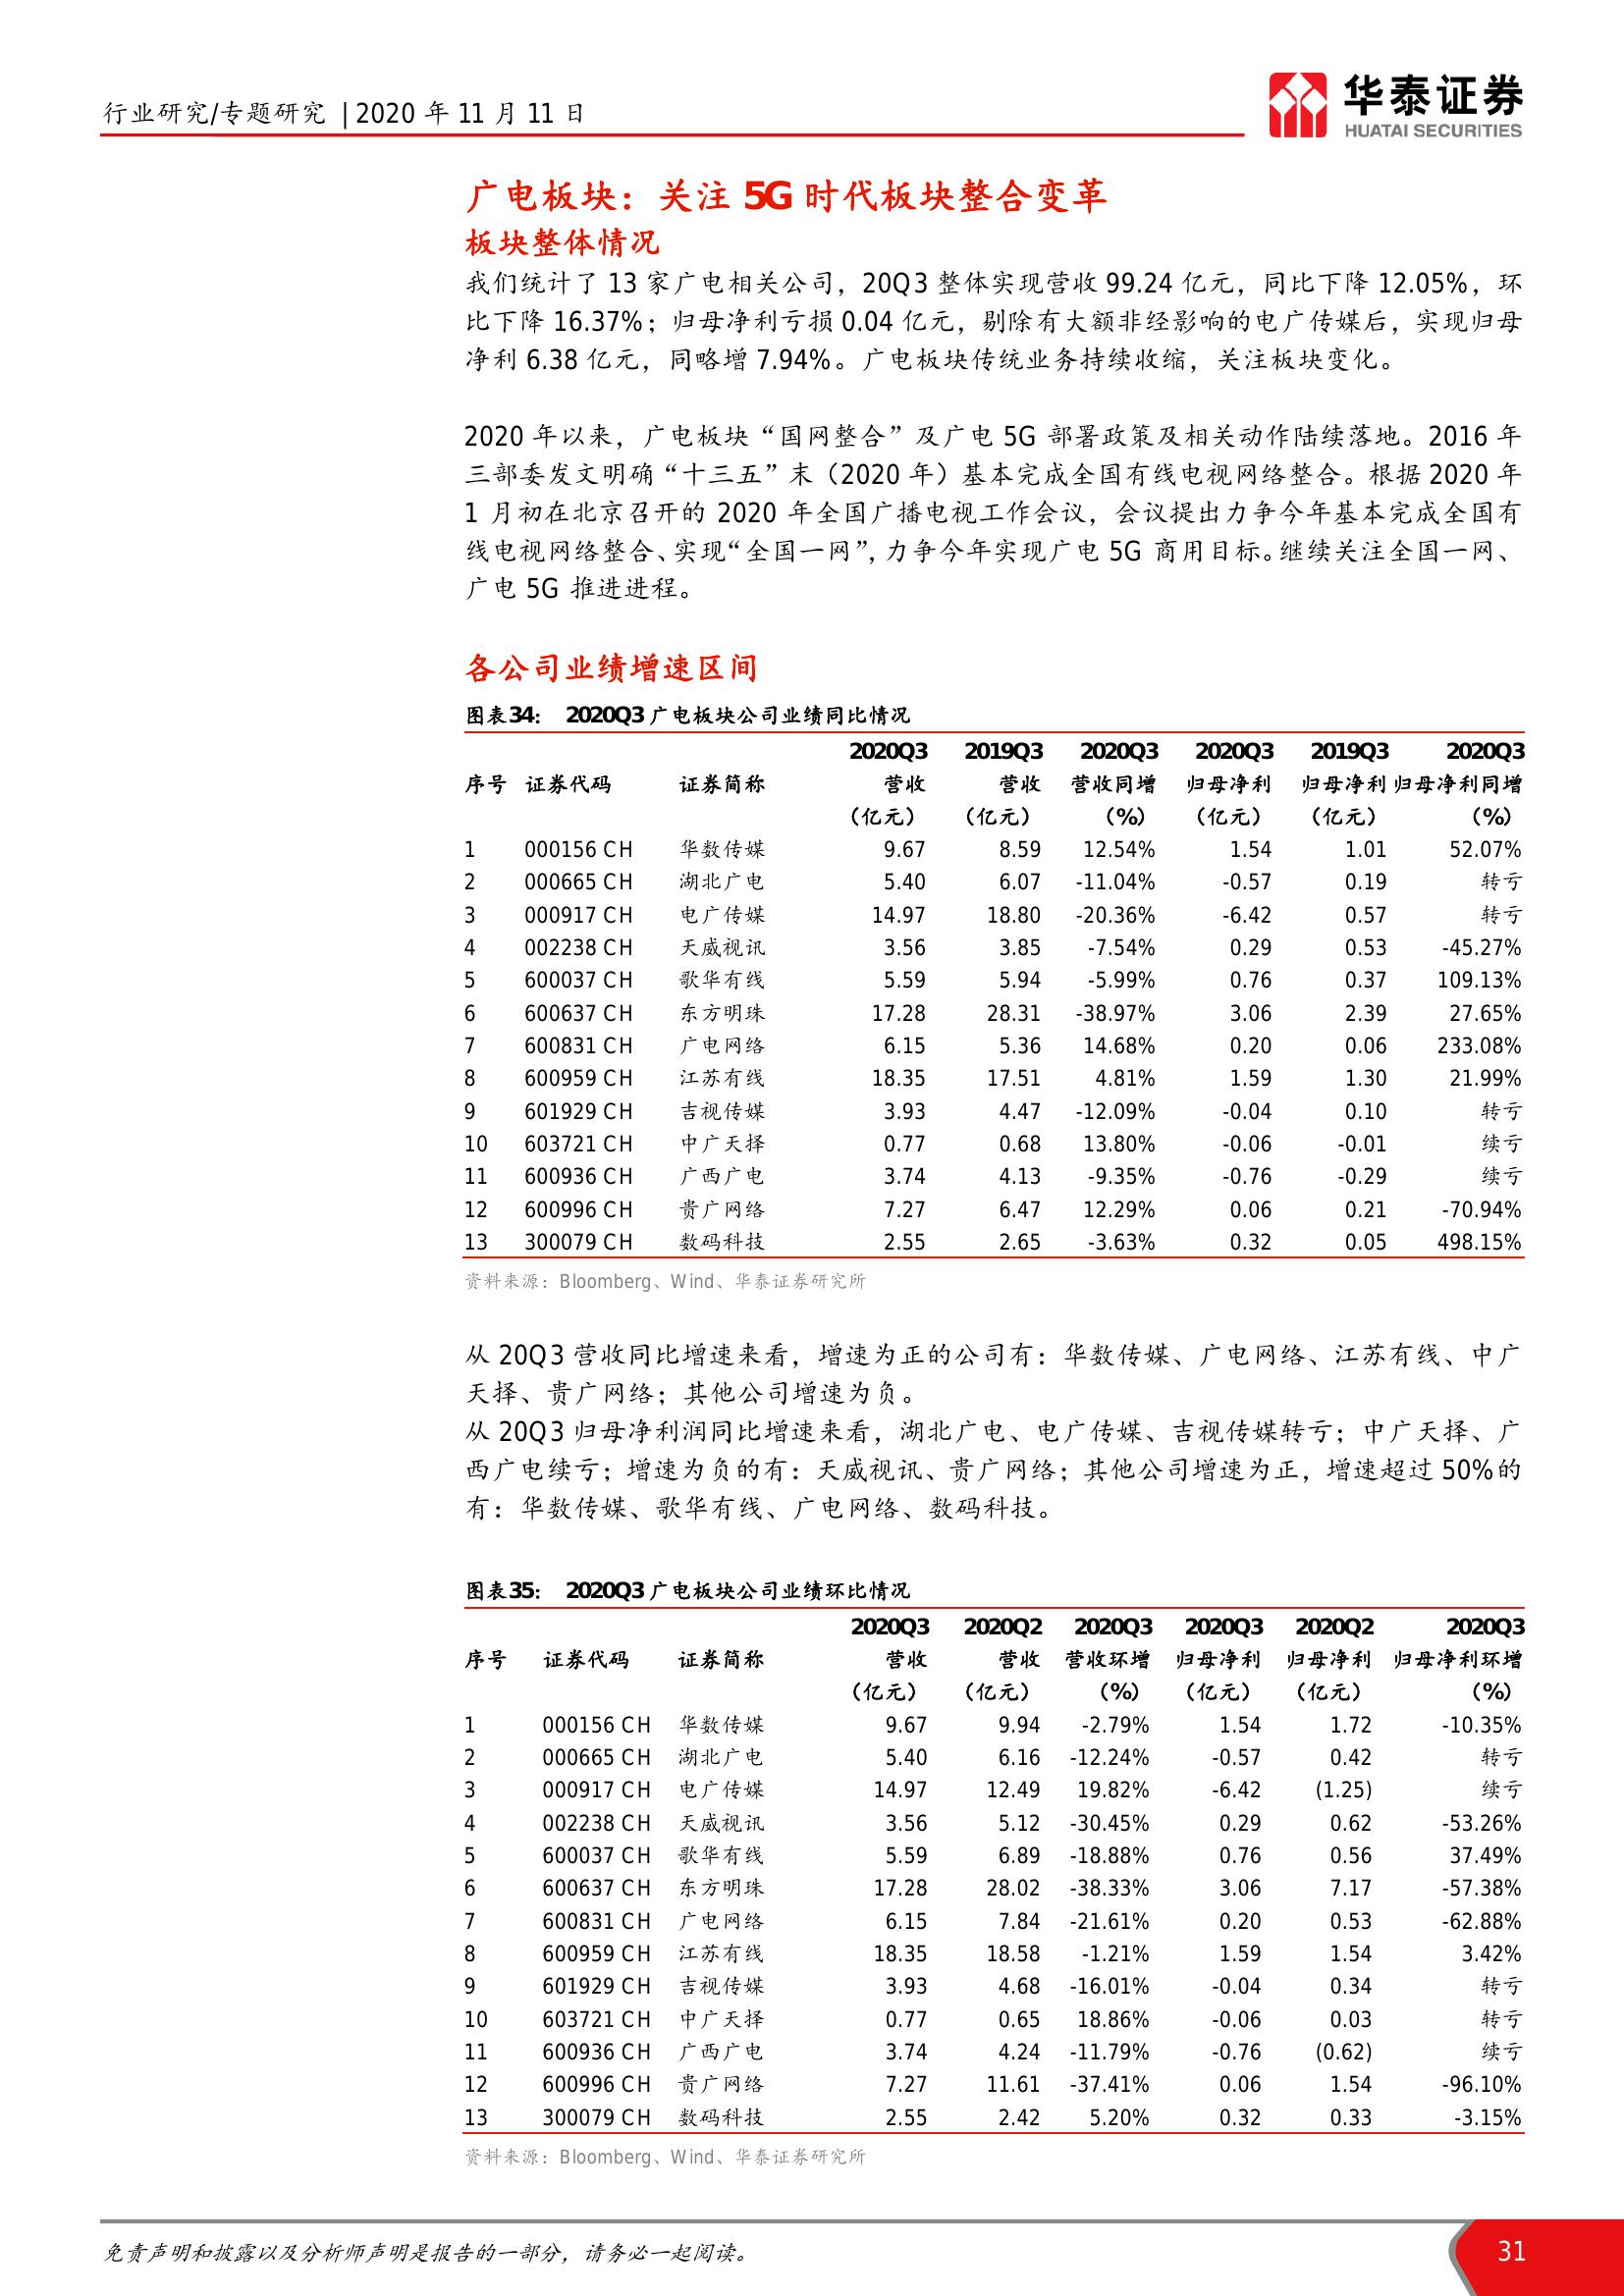 行业研究/专题研究 | 2020 年 11 月 11 日
华泰证券
HUATAI SECURITIES
广电板块：关注 5G 时代板块整合变革
板块整体情况
我们统计了 13 家广电相关公司，20Q3 整体实现营收 99.24 亿元，同比下降 12.05%，环
比下降 16.37%；归母净利亏损 0.04 亿元，剔除有大额非经影响的电广传媒后，实现归母
净利 6.38 亿元，同略增 7.94%。广电板块传统业务持续收缩，关注板块变化。
2020 年以来，广电板块“国网整合”及广电 5G 部署政策及相关动作陆续落地。2016 年
三部委发文明确“十三五”末（2020 年）基本完成全国有线电视网络整合。根据 2020 年
1 月初在北京召开的 2020 年全国广播电视工作会议，会议提出力争今年基本完成全国有
线电视网络整合、实现“全国一网”，力争今年实现广电 5G 商用目标。继续关注全国一网、
广电 5G 推进进程。
各公司业绩增速区间
图表34： 2020Q3 广电板块公司业绩同比情况
2020Q3 2019Q3 2020Q3 2020Q3 2019Q3 2020Q3
序号 证券代码 证券简称 营收 营收 营收同增 归母净利 归母净利 归母净利同增
（亿元） （亿元） （%） （亿元） （亿元） （%）
1 000156 CH 华数传媒 9.67 8.59 12.54% 1.54 1.01 52.07%
2 000665 CH 湖北广电 5.40 6.07 -11.04% -0.57 0.19 转亏
3 000917 CH 电广传媒 14.97 18.80 -20.36% -6.42 0.57 转亏
4 002238 CH 天威视讯 3.56 3.85 -7.54% 0.29 0.53 -45.27%
5 600037 CH 歌华有线 5.59 5.94 -5.99% 0.76 0.37 109.13%
6 600637 CH 东方明珠 17.28 28.31 -38.97% 3.06 2.39 27.65%
7 600831 CH 广电网络 6.15 5.36 14.68% 0.20 0.06 233.08%
8 600959 CH 江苏有线 18.35 17.51 4.81% 1.59 1.30 21.99%
9 601929 CH 吉视传媒 3.93 4.47 -12.09% -0.04 0.10 转亏
10 603721 CH 中广天择 0.77 0.68 13.80% -0.06 -0.01 续亏
11 600936 CH 广西广电 3.74 4.13 -9.35% -0.76 -0.29 续亏
12 600996 CH 贵广网络 7.27 6.47 12.29% 0.06 0.21 -70.94%
13 300079 CH 数码科技 2.55 2.65 -3.63% 0.32 0.05 498.15%
资料来源：Bloomberg、Wind、华泰证券研究所
从 20Q3 营收同比增速来看，增速为正的公司有：华数传媒、广电网络、江苏有线、中广
天择、贵广网络；其他公司增速为负。
从 20Q3 归母净利润同比增速来看，湖北广电、电广传媒、吉视传媒转亏；中广天择、广
西广电续亏；增速为负的有：天威视讯、贵广网络；其他公司增速为正，增速超过 50%的
有：华数传媒、歌华有线、广电网络、数码科技。
图表35： 2020Q3 广电板块公司业绩环比情况
2020Q3 2020Q2 2020Q3 2020Q3 2020Q2 2020Q3
序号 证券代码 证券简称 营收 营收 营收环增 归母净利 归母净利 归母净利环增
（亿元） （亿元） （%） （亿元） （亿元） （%）
1 000156 CH 华数传媒 9.67 9.94 -2.79% 1.54 1.72 -10.35%
2 000665 CH 湖北广电 5.40 6.16 -12.24% -0.57 0.42 转亏
3 000917 CH 电广传媒 14.97 12.49 19.82% -6.42 (1.25) 续亏
4 002238 CH 天威视讯 3.56 5.12 -30.45% 0.29 0.62 -53.26%
5 600037 CH 歌华有线 5.59 6.89 -18.88% 0.76 0.56 37.49%
6 600637 CH 东方明珠 17.28 28.02 -38.33% 3.06 7.17 -57.38%
7 600831 CH 广电网络 6.15 7.84 -21.61% 0.20 0.53 -62.88%
8 600959 CH 江苏有线 18.35 18.58 -1.21% 1.59 1.54 3.42%
9 601929 CH 吉视传媒 3.93 4.68 -16.01% -0.04 0.34 转亏
10 603721 CH 中广天择 0.77 0.65 18.86% -0.06 0.03 转亏
11 600936 CH 广西广电 3.74 4.24 -11.79% -0.76 (0.62) 续亏
12 600996 CH 贵广网络 7.27 11.61 -37.41% 0.06 1.54 -96.10%
13 300079 CH 数码科技 2.55 2.42 5.20% 0.32 0.33 -3.15%
资料来源：Bloomberg、Wind、华泰证券研究所
免责声明和披露以及分析师声明是报告的一部分，请务必一起阅读。 31